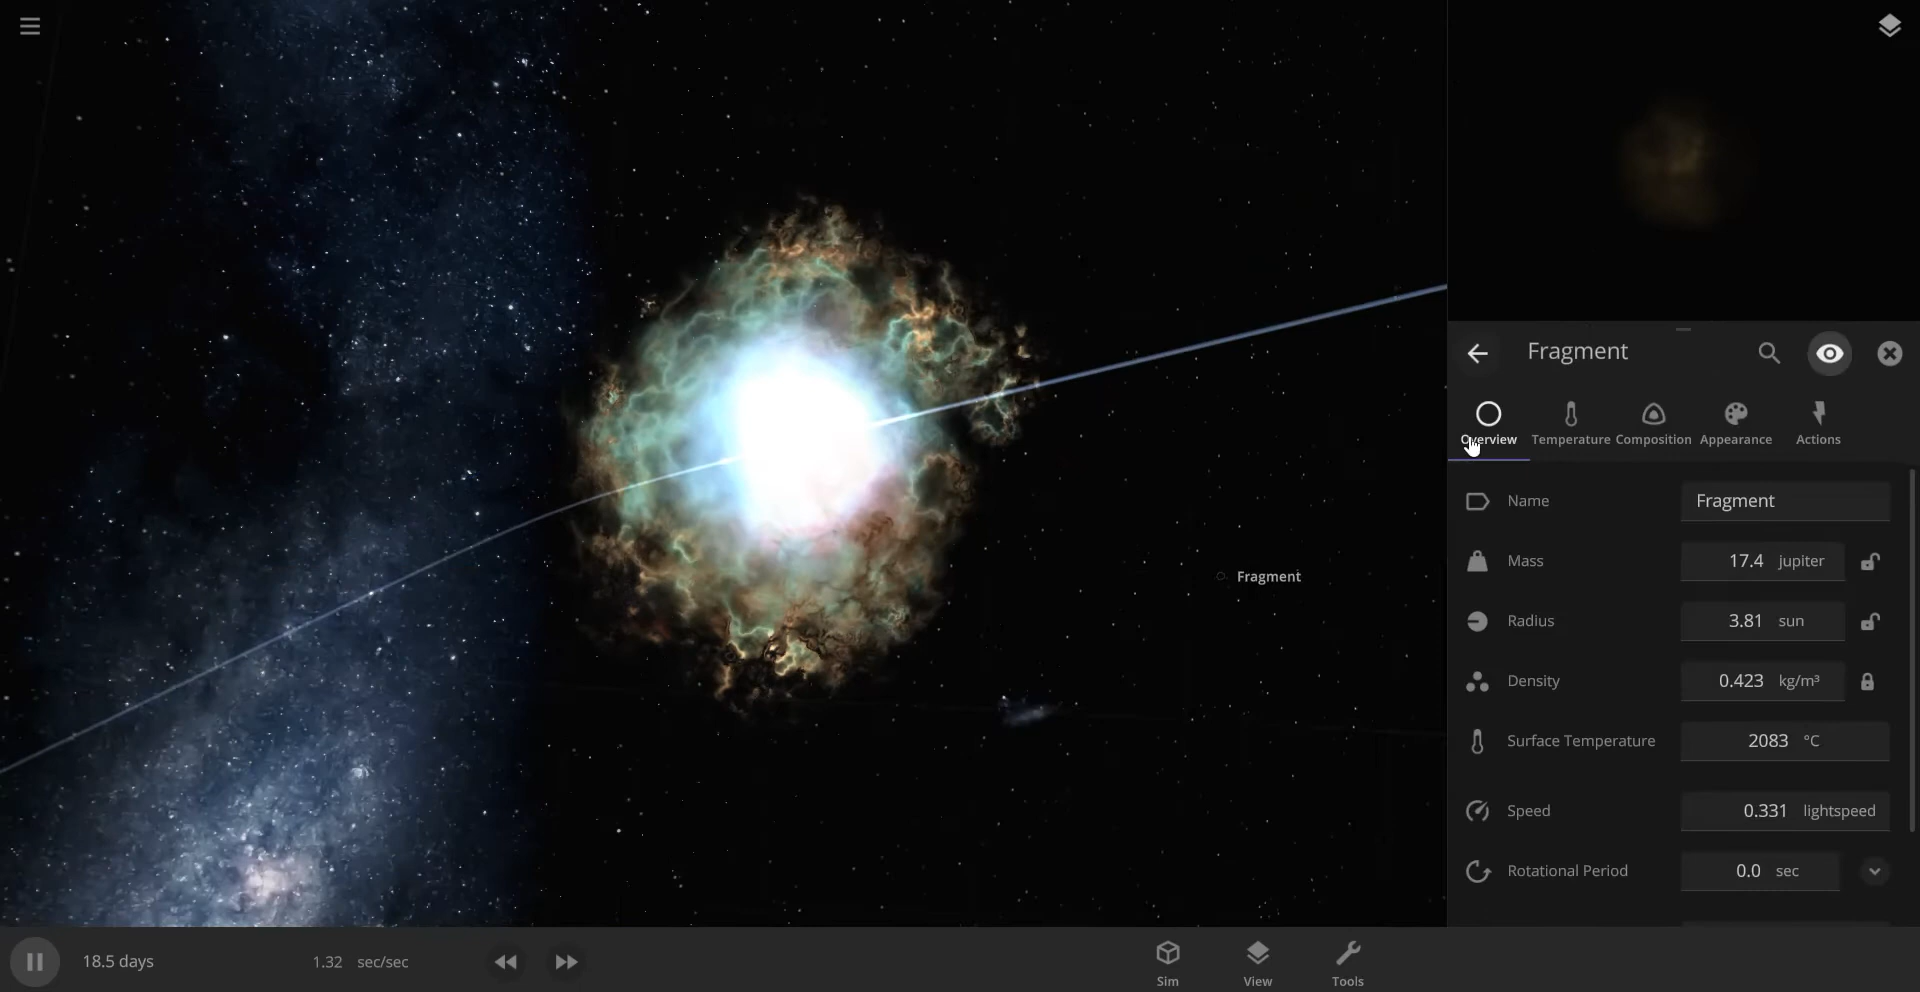 Fragment
Overview
Temperature
Composition
Appearance
Actions
Name
Fragment
Mass
17.4 jupiter
Radius
3.81 sun
Density
0.423 kg/m³
Surface Temperature
2083 °C
Speed
0.331 lightspeed
Rotational Period
0.0 sec
Fragment
18.5 days
1.32 sec/sec
Sim
View
Tools